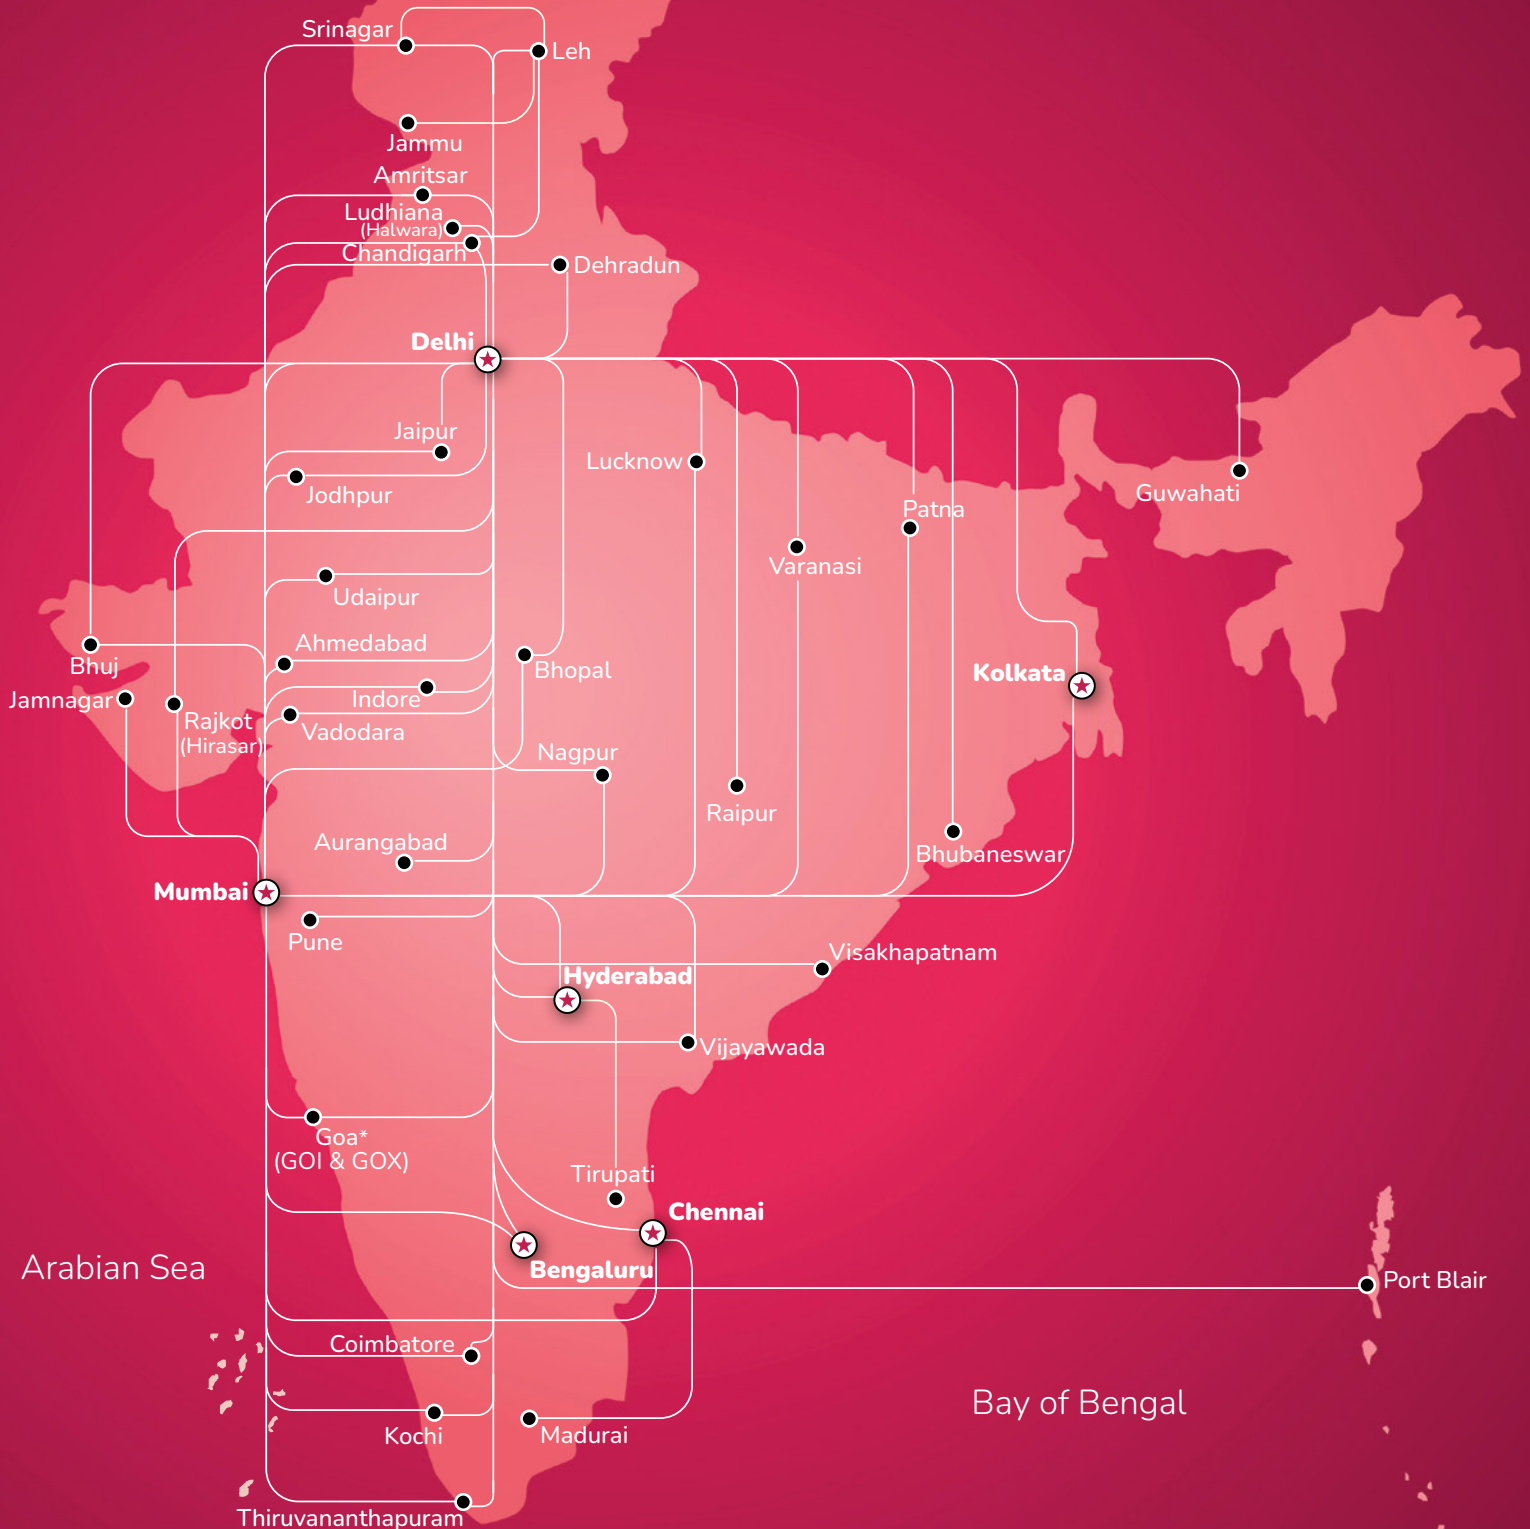 Srinagar
Leh
Jammu
Amritsar
Ludhiana
(Halwara)
Chandigarh
Dehradun
Delhi
Jaipur
Lucknow
Jodhpur
Guwahati
Patna
Varanasi
Udaipur
Ahmedabad
Bhuj
Bhopal
Kolkata
Jamnagar
Indore
Rajkot
(Hirasar)
Vadodara
Nagpur
Raipur
Aurangabad
Bhubaneswar
Mumbai
Pune
Visakhapatnam
Hyderabad
Vijayawada
Goa*
(GOI & GOX)
Tirupati
Chennai
Arabian Sea
Bengaluru
Port Blair
Coimbatore
Bay of Bengal
Kochi
Madurai
Thiruvananthapuram